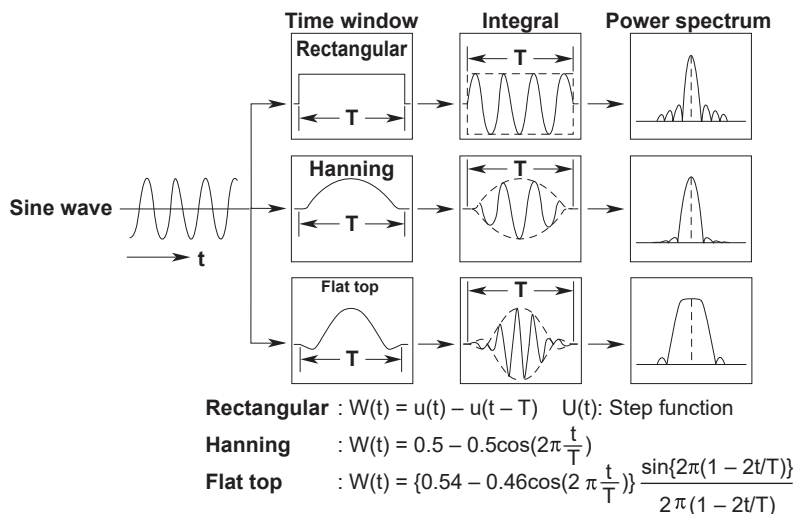 Time window Integral Power spectrum
Rectangular
T
T
Sine wave
t
Hanning
T
T
Flat top
T
T
Rectangular : W(t) = u(t) – u(t – T) U(t): Step function
Hanning : W(t) = 0.5 – 0.5cos(2π t/T)
Flat top : W(t) = {0.54 – 0.46cos(2 π t/T)} sin{2π(1 – 2t/T)} / 2π(1 – 2t/T)